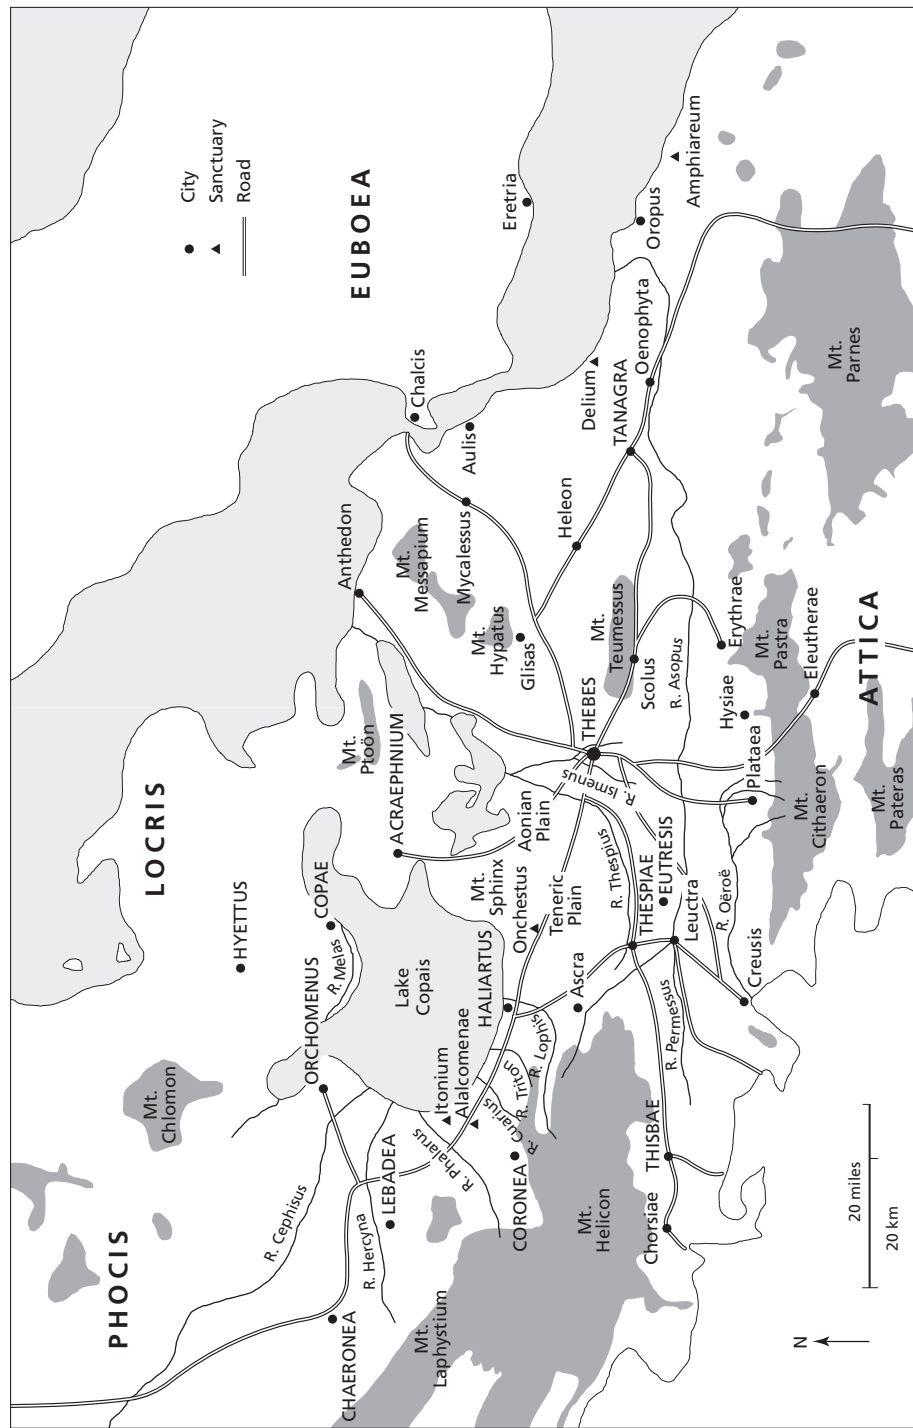 PHOCIS
LOCRIS
EUBOEA
ATTICA
City
Sanctuary
Road
Mt.
Chlomon
HYETTUS
ORCHOMENUS
COPAE
R. Melas
R. Cephisus
CHAERONEA
R. Hercyna
LEBADEA
Mt.
Laphystium
R. Phalarus
Itonium
Alalcomenae
Lake
Copais
CORONEA
R. Cuarius
R. Triton
R. Lophis
HALIARTUS
Mt.
Sphinx
Onchestus
Teneric
Plain
Aonian
Plain
ACRAEPHNIUM
Mt.
Ptoön
Anthedon
Mt.
Messapium
Mycalessus
Chalcis
Aulis
Eretria
Mt.
Hypatus
Glisas
Heleon
Delium
TANAGRA
Oenophyta
Oropus
Amphiareum
THEBES
Mt.
Teumessus
Scolus
R. Asopus
R. Ismenus
R. Thespius
THESPIAE
EUTRESIS
Leuctra
Ascra
Mt.
Helicon
R. Permessus
THISBAE
Chorsiae
Creusis
R. Oëroë
Plataea
Hysiae
Erythrae
Mt.
Pastra
Eleutherae
Mt.
Cithaeron
Mt.
Pateras
Mt.
Parnes
20 miles
20 km
N